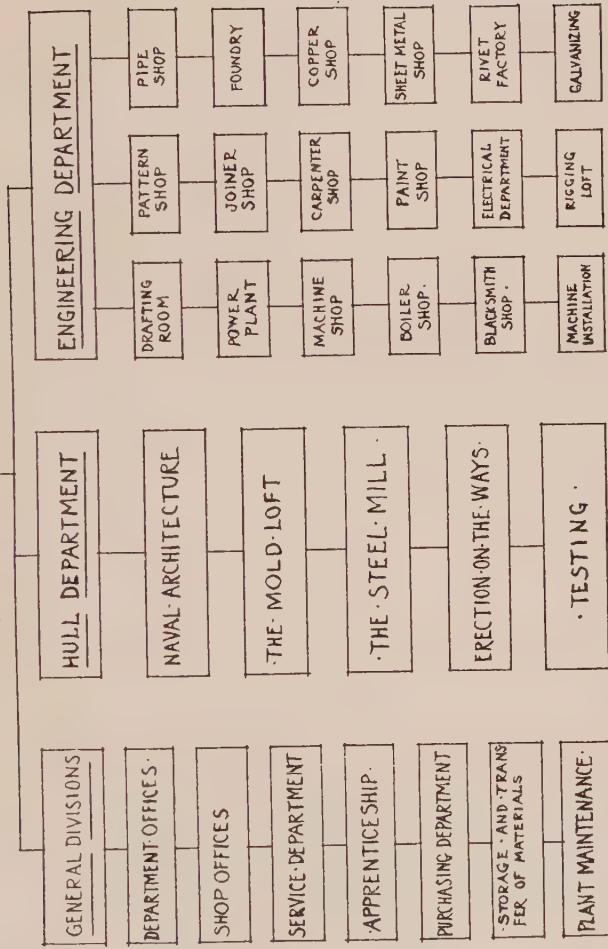 GENERAL DIVISIONS
DEPARTMENT·OFFICES·
SHOP OFFICES
SERVICE·DEPARTMENT
·APPRENTICESHIP·
PURCHASING DEPARTMENT
·STORAGE·AND·TRANS
FER OF MATERIALS
PLANT MAINTENANCE·
HULL DEPARTMENT
NAVAL·ARCHITECTURE
·THE·MOLD·LOFT
·THE·STEEL·MILL·
ERECTION·ON·THE·WAYS·
·TESTING·
ENGINEERING DEPARTMENT
DRAFTING
ROOM
POWER
PLANT
MACHINE
SHOP
BOILER
SHOP.
BLACKSMITH
SHOP.
MACHINE
INSTALLATION
PATTERN
SHOP
JOINER
SHOP
CARPENTER
SHOP
PAINT
SHOP
ELECTRICAL
DEPARTMENT
RIGGING
LOFT
PIPE
SHOP
FOUNDRY
COPPER
SHOP
SHEET METAL
SHOP
RIVET
FACTORY
GALVANIZING